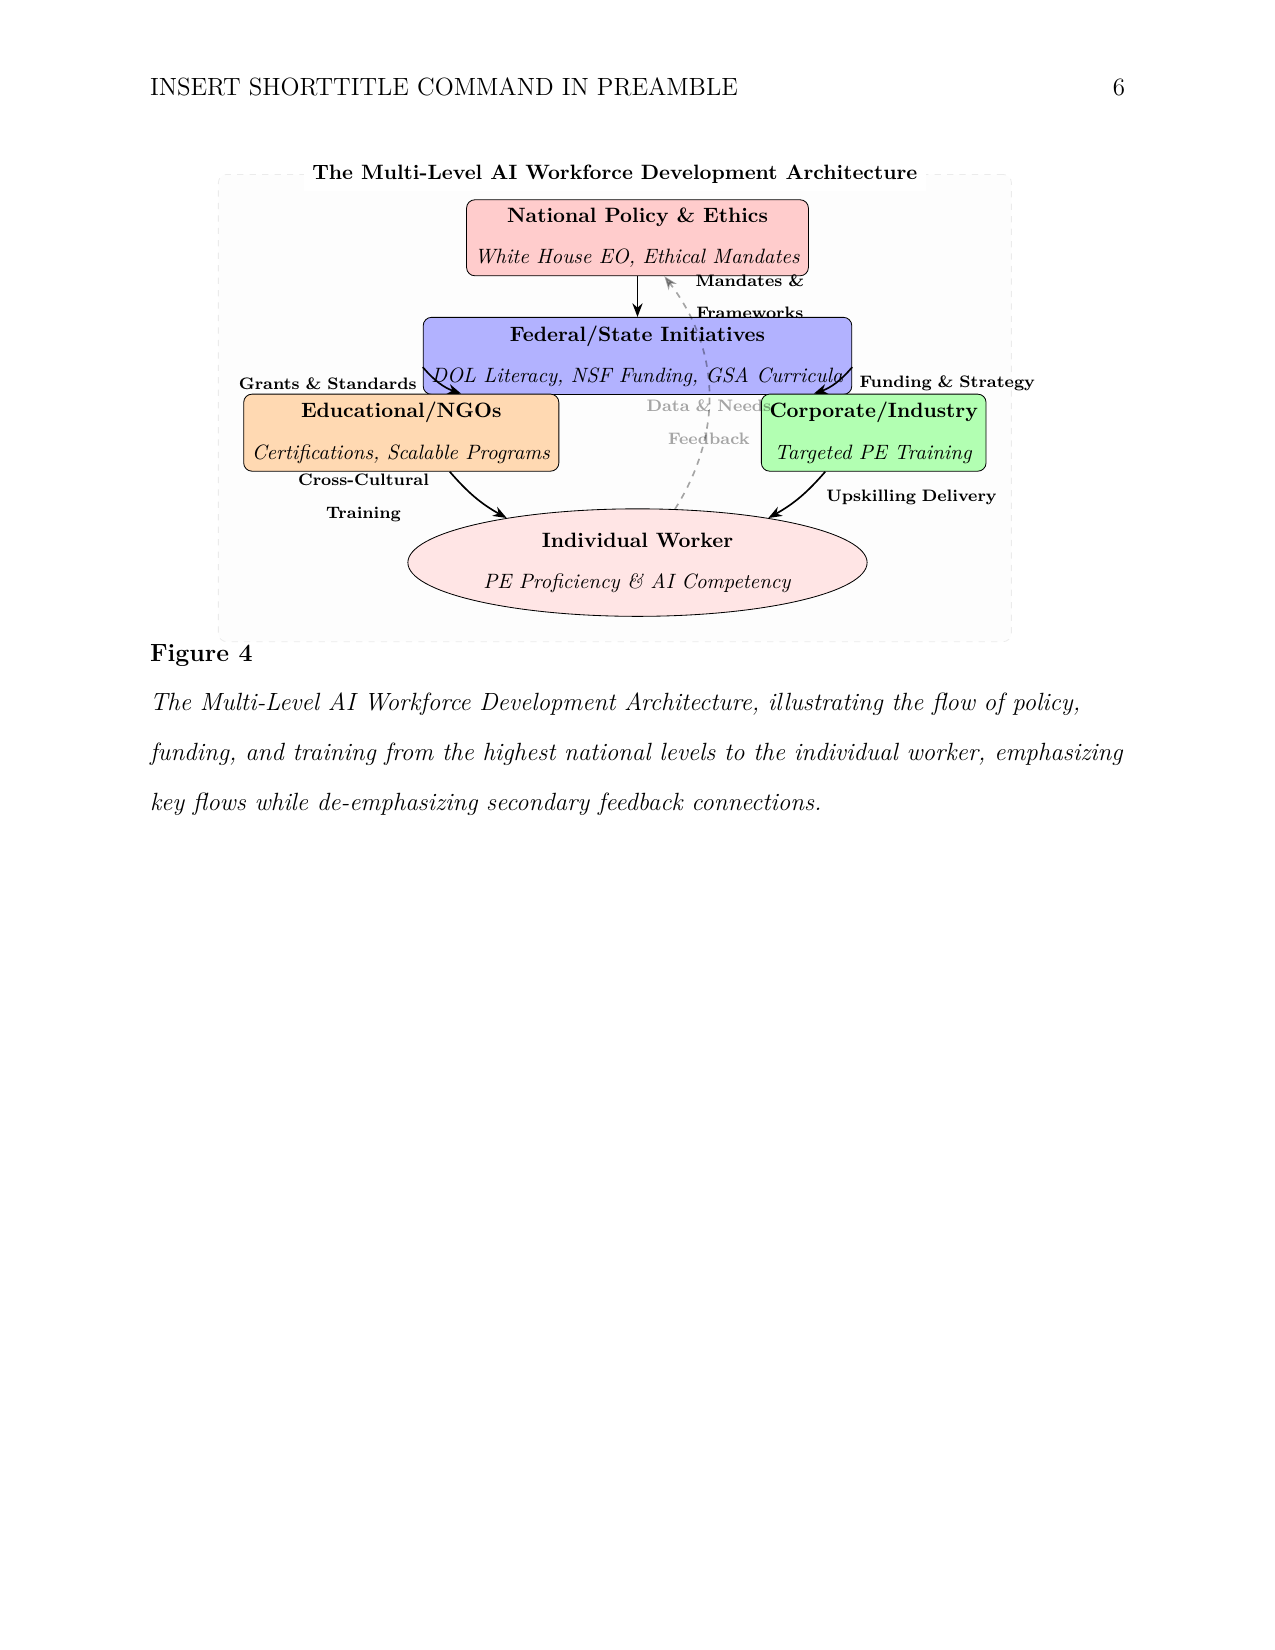 INSERT SHORTTITLE COMMAND IN PREAMBLE 6
The Multi-Level AI Workforce Development Architecture
National Policy & Ethics
White House EO, Ethical Mandates
Mandates &
Frameworks
Federal/State Initiatives
DOL Literacy, NSF Funding, GSA Curricula
Grants & Standards
Funding & Strategy
Data & Needs
Feedback
Educational/NGOs
Certifications, Scalable Programs
Corporate/Industry
Targeted PE Training
Cross-Cultural
Training
Upskilling Delivery
Individual Worker
PE Proficiency & AI Competency
Figure 4
The Multi-Level AI Workforce Development Architecture, illustrating the flow of policy,
funding, and training from the highest national levels to the individual worker, emphasizing
key flows while de-emphasizing secondary feedback connections.